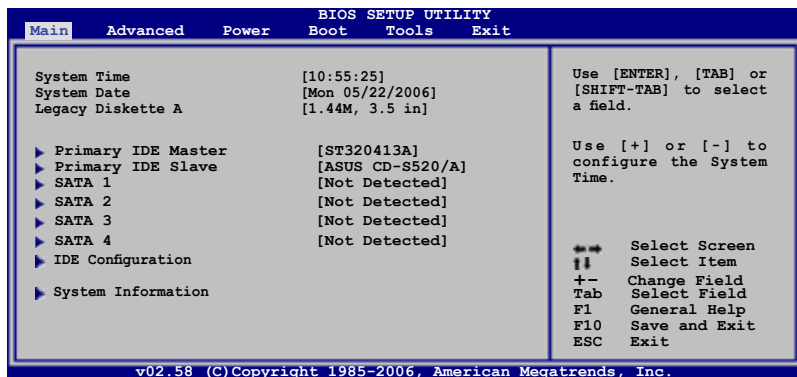 BIOS SETUP UTILITY
Main Advanced Power Boot Tools Exit
System Time [10:55:25]
System Date [Mon 05/22/2006]
Legacy Diskette A [1.44M, 3.5 in]
Primary IDE Master [ST320413A]
Primary IDE Slave [ASUS CD-S520/A]
SATA 1 [Not Detected]
SATA 2 [Not Detected]
SATA 3 [Not Detected]
SATA 4 [Not Detected]
IDE Configuration
System Information
Use [ENTER], [TAB] or
[SHIFT-TAB] to select
a field.
Use [+] or [-] to
configure the System
Time.
Select Screen
Select Item
+- Change Field
Tab Select Field
F1 General Help
F10 Save and Exit
ESC Exit
v02.58 (C)Copyright 1985-2006, American Megatrends, Inc.